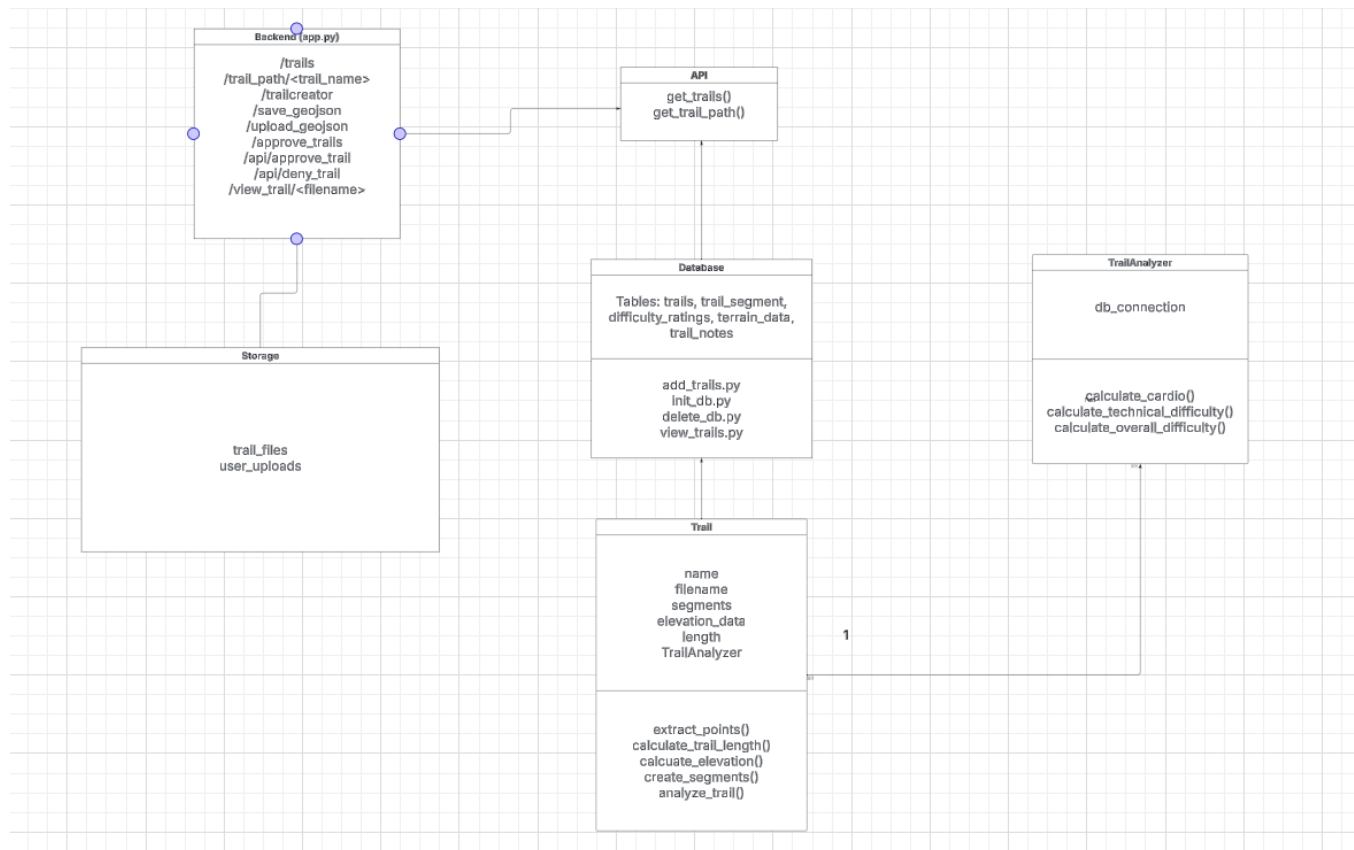 Backend (app.py)
/trails
/trail_path/<trail_name>
/trailcreator
/save_geojson
/upload_geojson
/approve_trails
/api/approve_trail
/api/deny_trail
/view_trail/<filename>
API
get_trails()
get_trail_path()
Database
Tables: trails, trail_segment,
difficulty_ratings, terrain_data,
trail_notes
add_trails.py
init_db.py
delete_db.py
view_trails.py
TrailAnalyzer
db_connection
calculate_cardio()
calculate_technical_difficulty()
calculate_overall_difficulty()
Storage
trail_files
user_uploads
Trail
name
filename
segments
elevation_data
length
TrailAnalyzer
1
extract_points()
calculate_trail_length()
calcuate_elevation()
create_segments()
analyze_trail()